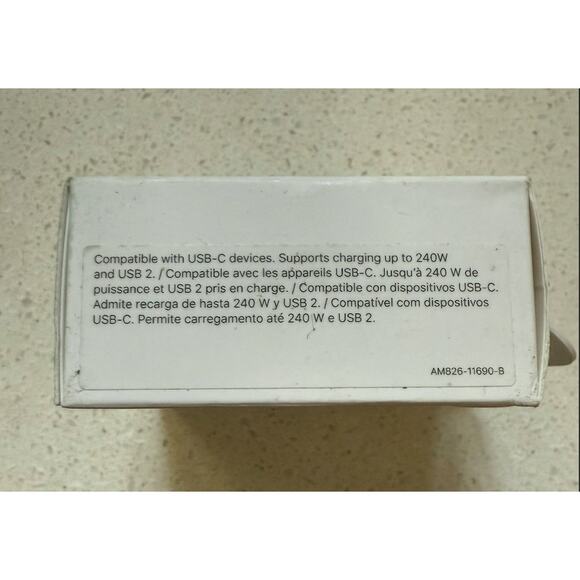 Compatible with USB-C devices. Supports charging up to 240W
and USB 2. / Compatible avec les appareils USB-C. Jusqu'à 240 W de
puissance et USB 2 pris en charge. / Compatible con dispositivos USB-C.
Admite recarga de hasta 240 W y USB 2. / Compatível com dispositivos
USB-C. Permite carregamento até 240 W e USB 2.
AM826-11690-B